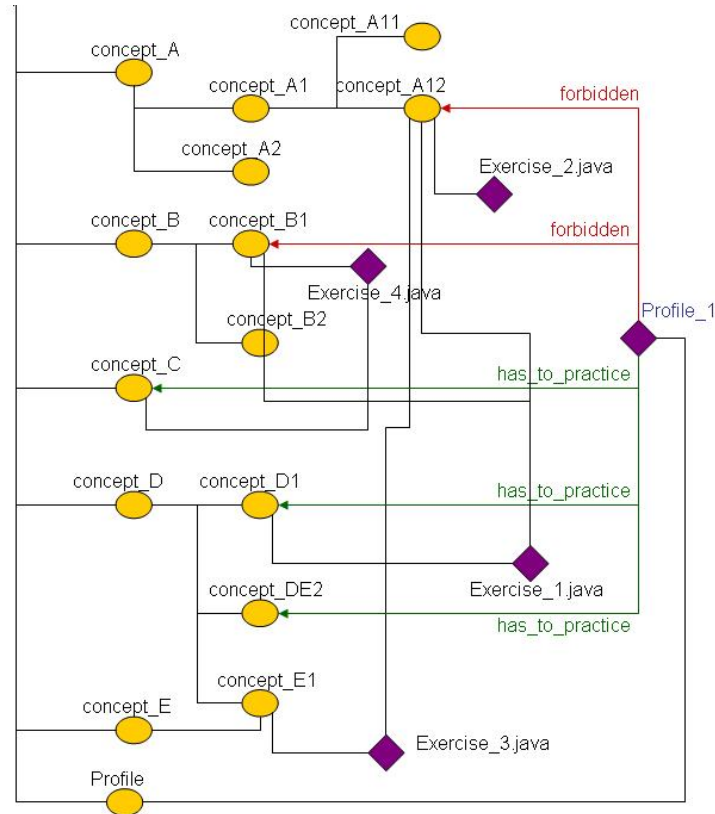 concept_A11
concept_A
concept_A1
concept_A12
forbidden
concept_A2
Exercise_2.java
concept_B
concept_B1
forbidden
Exercise_4.java
Profile_1
concept_B2
concept_C
has_to_practice
concept_D
concept_D1
has_to_practice
concept_DE2
Exercise_1.java
has_to_practice
concept_E1
concept_E
Exercise_3.java
Profile